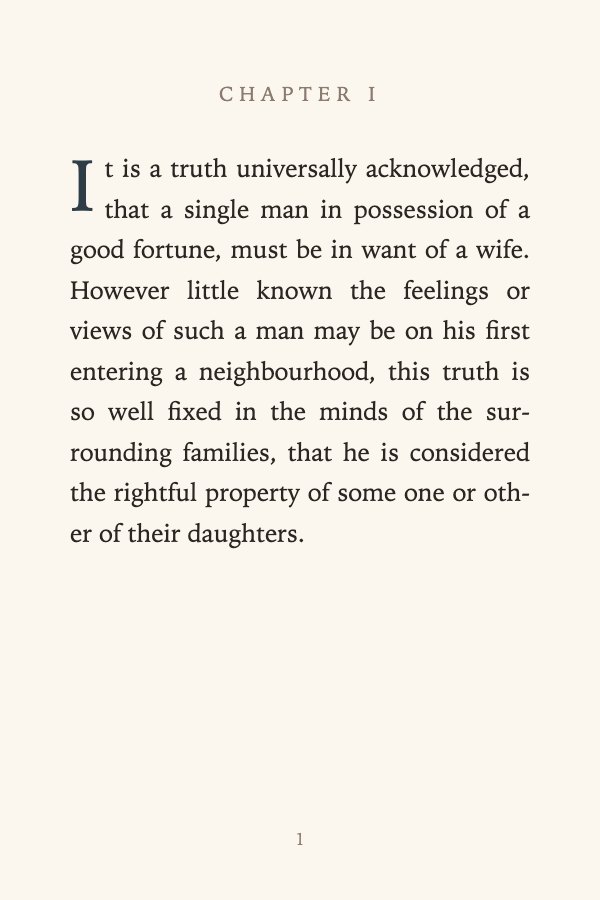 CHAPTER I
It is a truth universally acknowledged,
that a single man in possession of a
good fortune, must be in want of a wife.
However little known the feelings or
views of such a man may be on his first
entering a neighbourhood, this truth is
so well fixed in the minds of the sur-
rounding families, that he is considered
the rightful property of some one or oth-
er of their daughters.
1